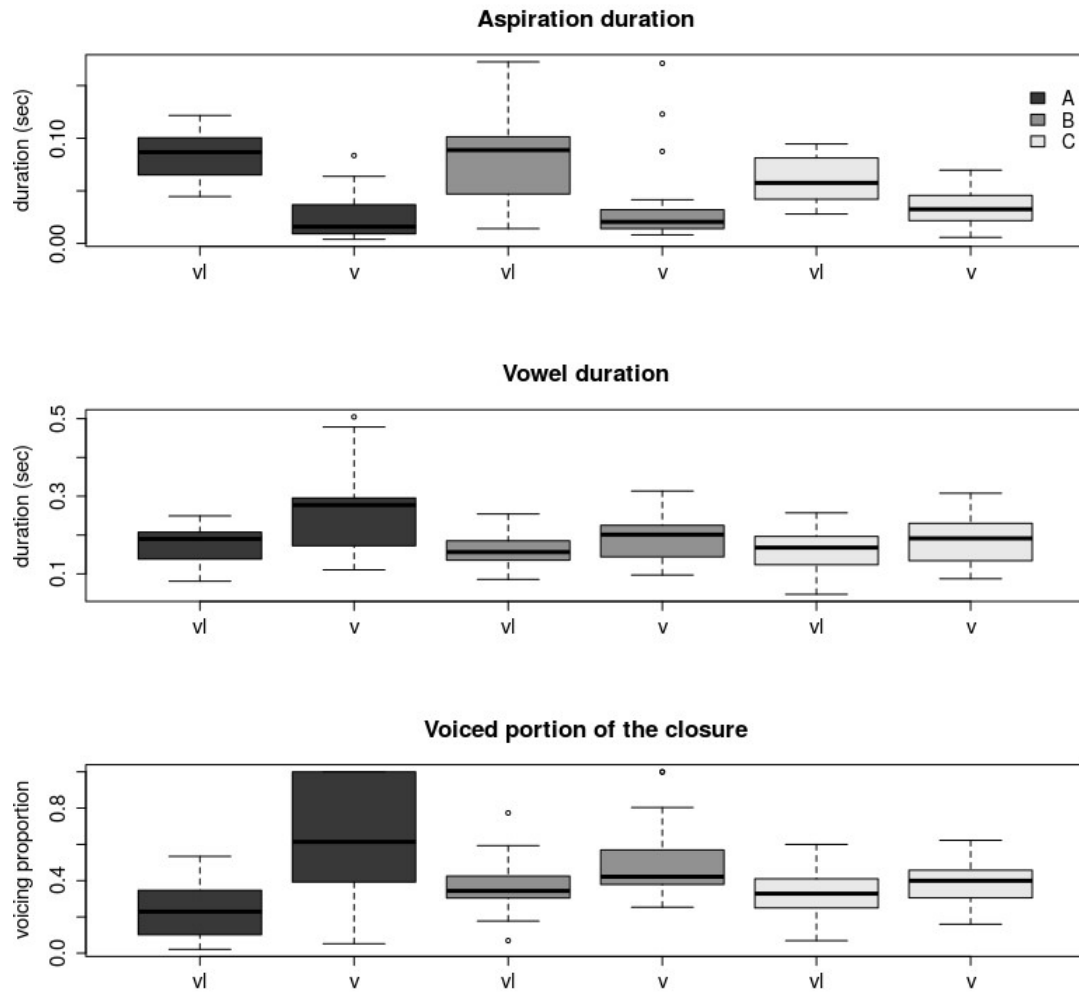 Aspiration duration
duration (sec)
0.10
0.00
A
B
C
vl v vl v vl v
Vowel duration
duration (sec)
0.5
0.3
0.1
vl v vl v vl v
Voiced portion of the closure
voicing proportion
0.8
0.4
0.0
vl v vl v vl v